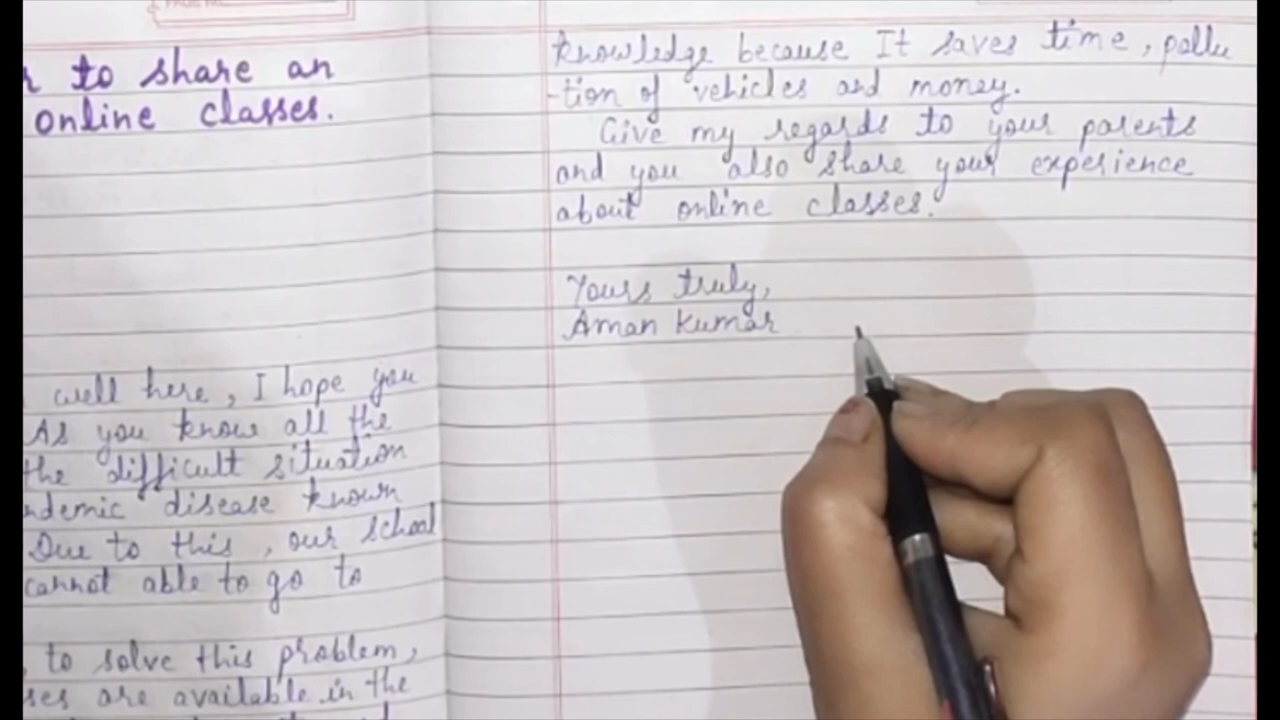 to share an
online classes.
well here, I hope you
As you know all the
the difficult situation
ndemic disease known
Due to this, our school
cannot able to go to
to solve this problem,
ses are available in the
knowledge because It saves time, pollu
-tion of vehicles and money.
Give my regards to your parents
and you also share your experience
about online classes.
Yours truly,
Aman Kumar